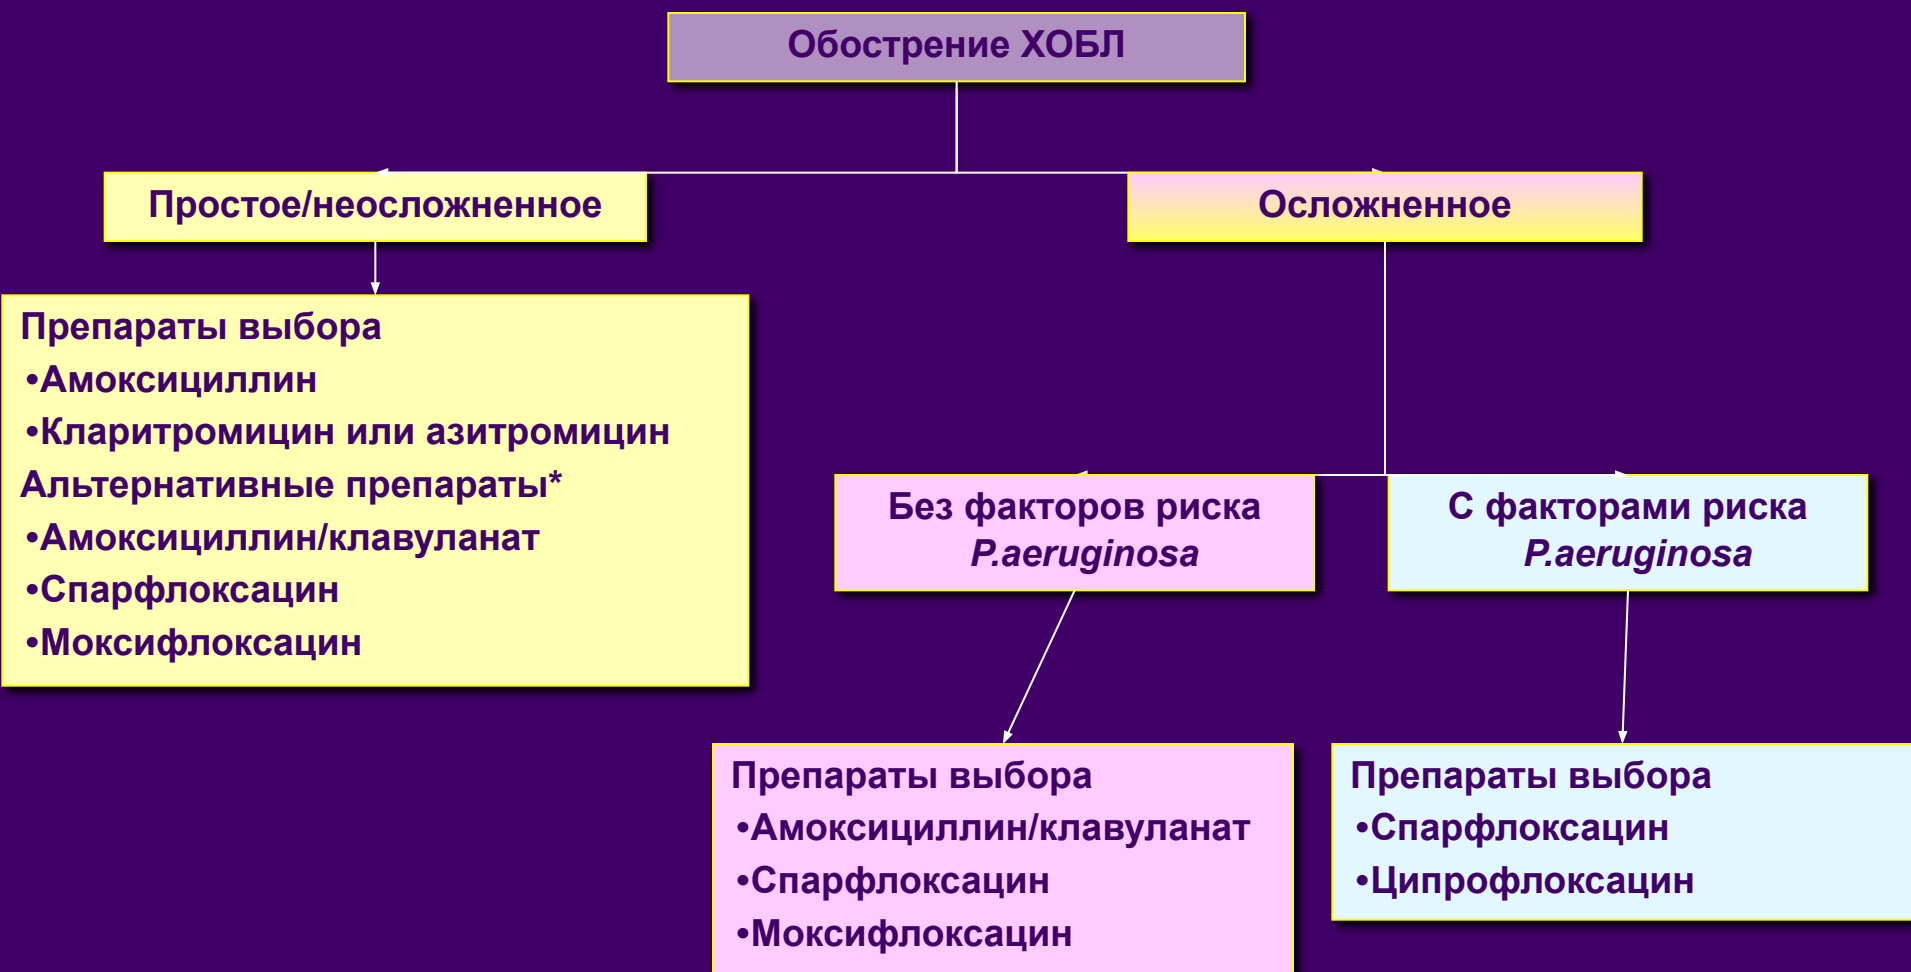 Обострение ХОБЛ
Простое/неосложненное
Осложненное
Препараты выбора
•Амоксициллин
•Кларитромицин или азитромицин
Альтернативные препараты*
•Амоксициллин/клавуланат
•Спарфлоксацин
•Моксифлоксацин
Без факторов риска
P.aeruginosa
С факторами риска
P.aeruginosa
Препараты выбора
•Амоксициллин/клавуланат
•Спарфлоксацин
•Моксифлоксацин
Препараты выбора
•Спарфлоксацин
•Ципрофлоксацин